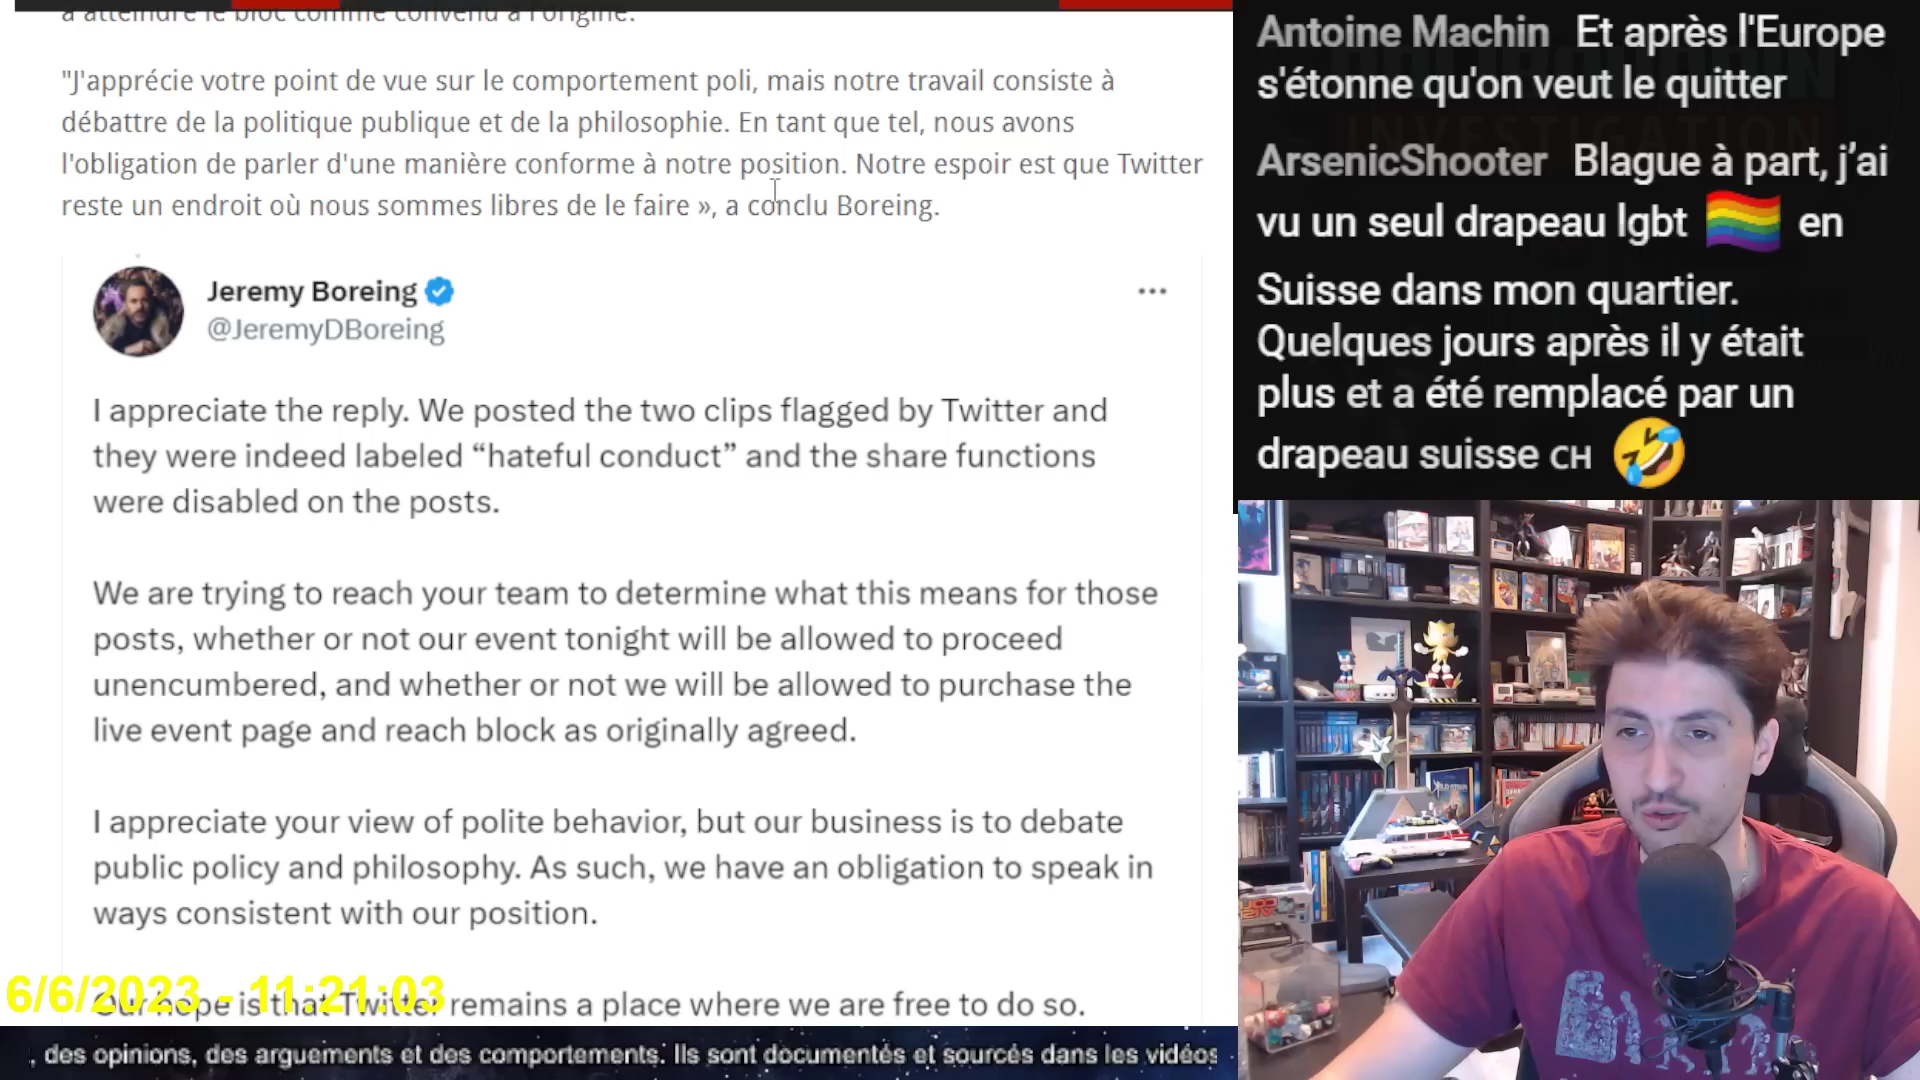 à atteindre le bloc comme convenu à l'origine.
"J'apprécie votre point de vue sur le comportement poli, mais notre travail consiste à
débattre de la politique publique et de la philosophie. En tant que tel, nous avons
l'obligation de parler d'une manière conforme à notre position. Notre espoir est que Twitter
reste un endroit où nous sommes libres de le faire », a conclu Boreing.
Jeremy Boreing
@JeremyDBoreing
I appreciate the reply. We posted the two clips flagged by Twitter and
they were indeed labeled “hateful conduct” and the share functions
were disabled on the posts.
We are trying to reach your team to determine what this means for those
posts, whether or not our event tonight will be allowed to proceed
unencumbered, and whether or not we will be allowed to purchase the
live event page and reach block as originally agreed.
I appreciate your view of polite behavior, but our business is to debate
public policy and philosophy. As such, we have an obligation to speak in
ways consistent with our position.
Our hope is that Twitter remains a place where we are free to do so.
6/6/2023 - 11:21:03
, des opinions, des arguements et des comportements. Ils sont documentés et sourcés dans les vidéos
Antoine Machin Et après l'Europe
s'étonne qu'on veut le quitter
INVESTIGATION
ArsenicShooter Blague à part, j’ai
vu un seul drapeau lgbt 🏳️‍🌈 en
Suisse dans mon quartier.
Quelques jours après il y était
plus et a été remplacé par un
drapeau suisse CH 🤣